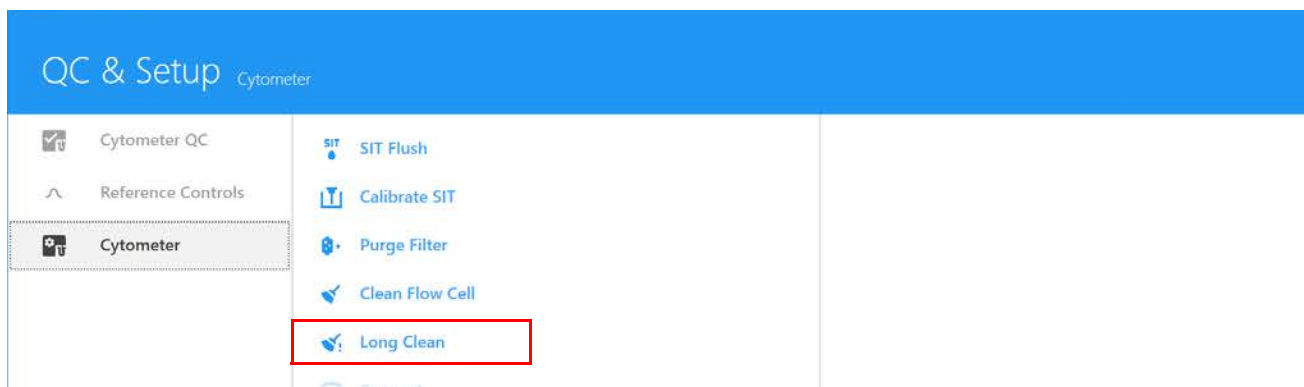 QC & Setup Cytometer
Cytometer QC
Reference Controls
Cytometer
SIT SIT Flush
Calibrate SIT
Purge Filter
Clean Flow Cell
Long Clean